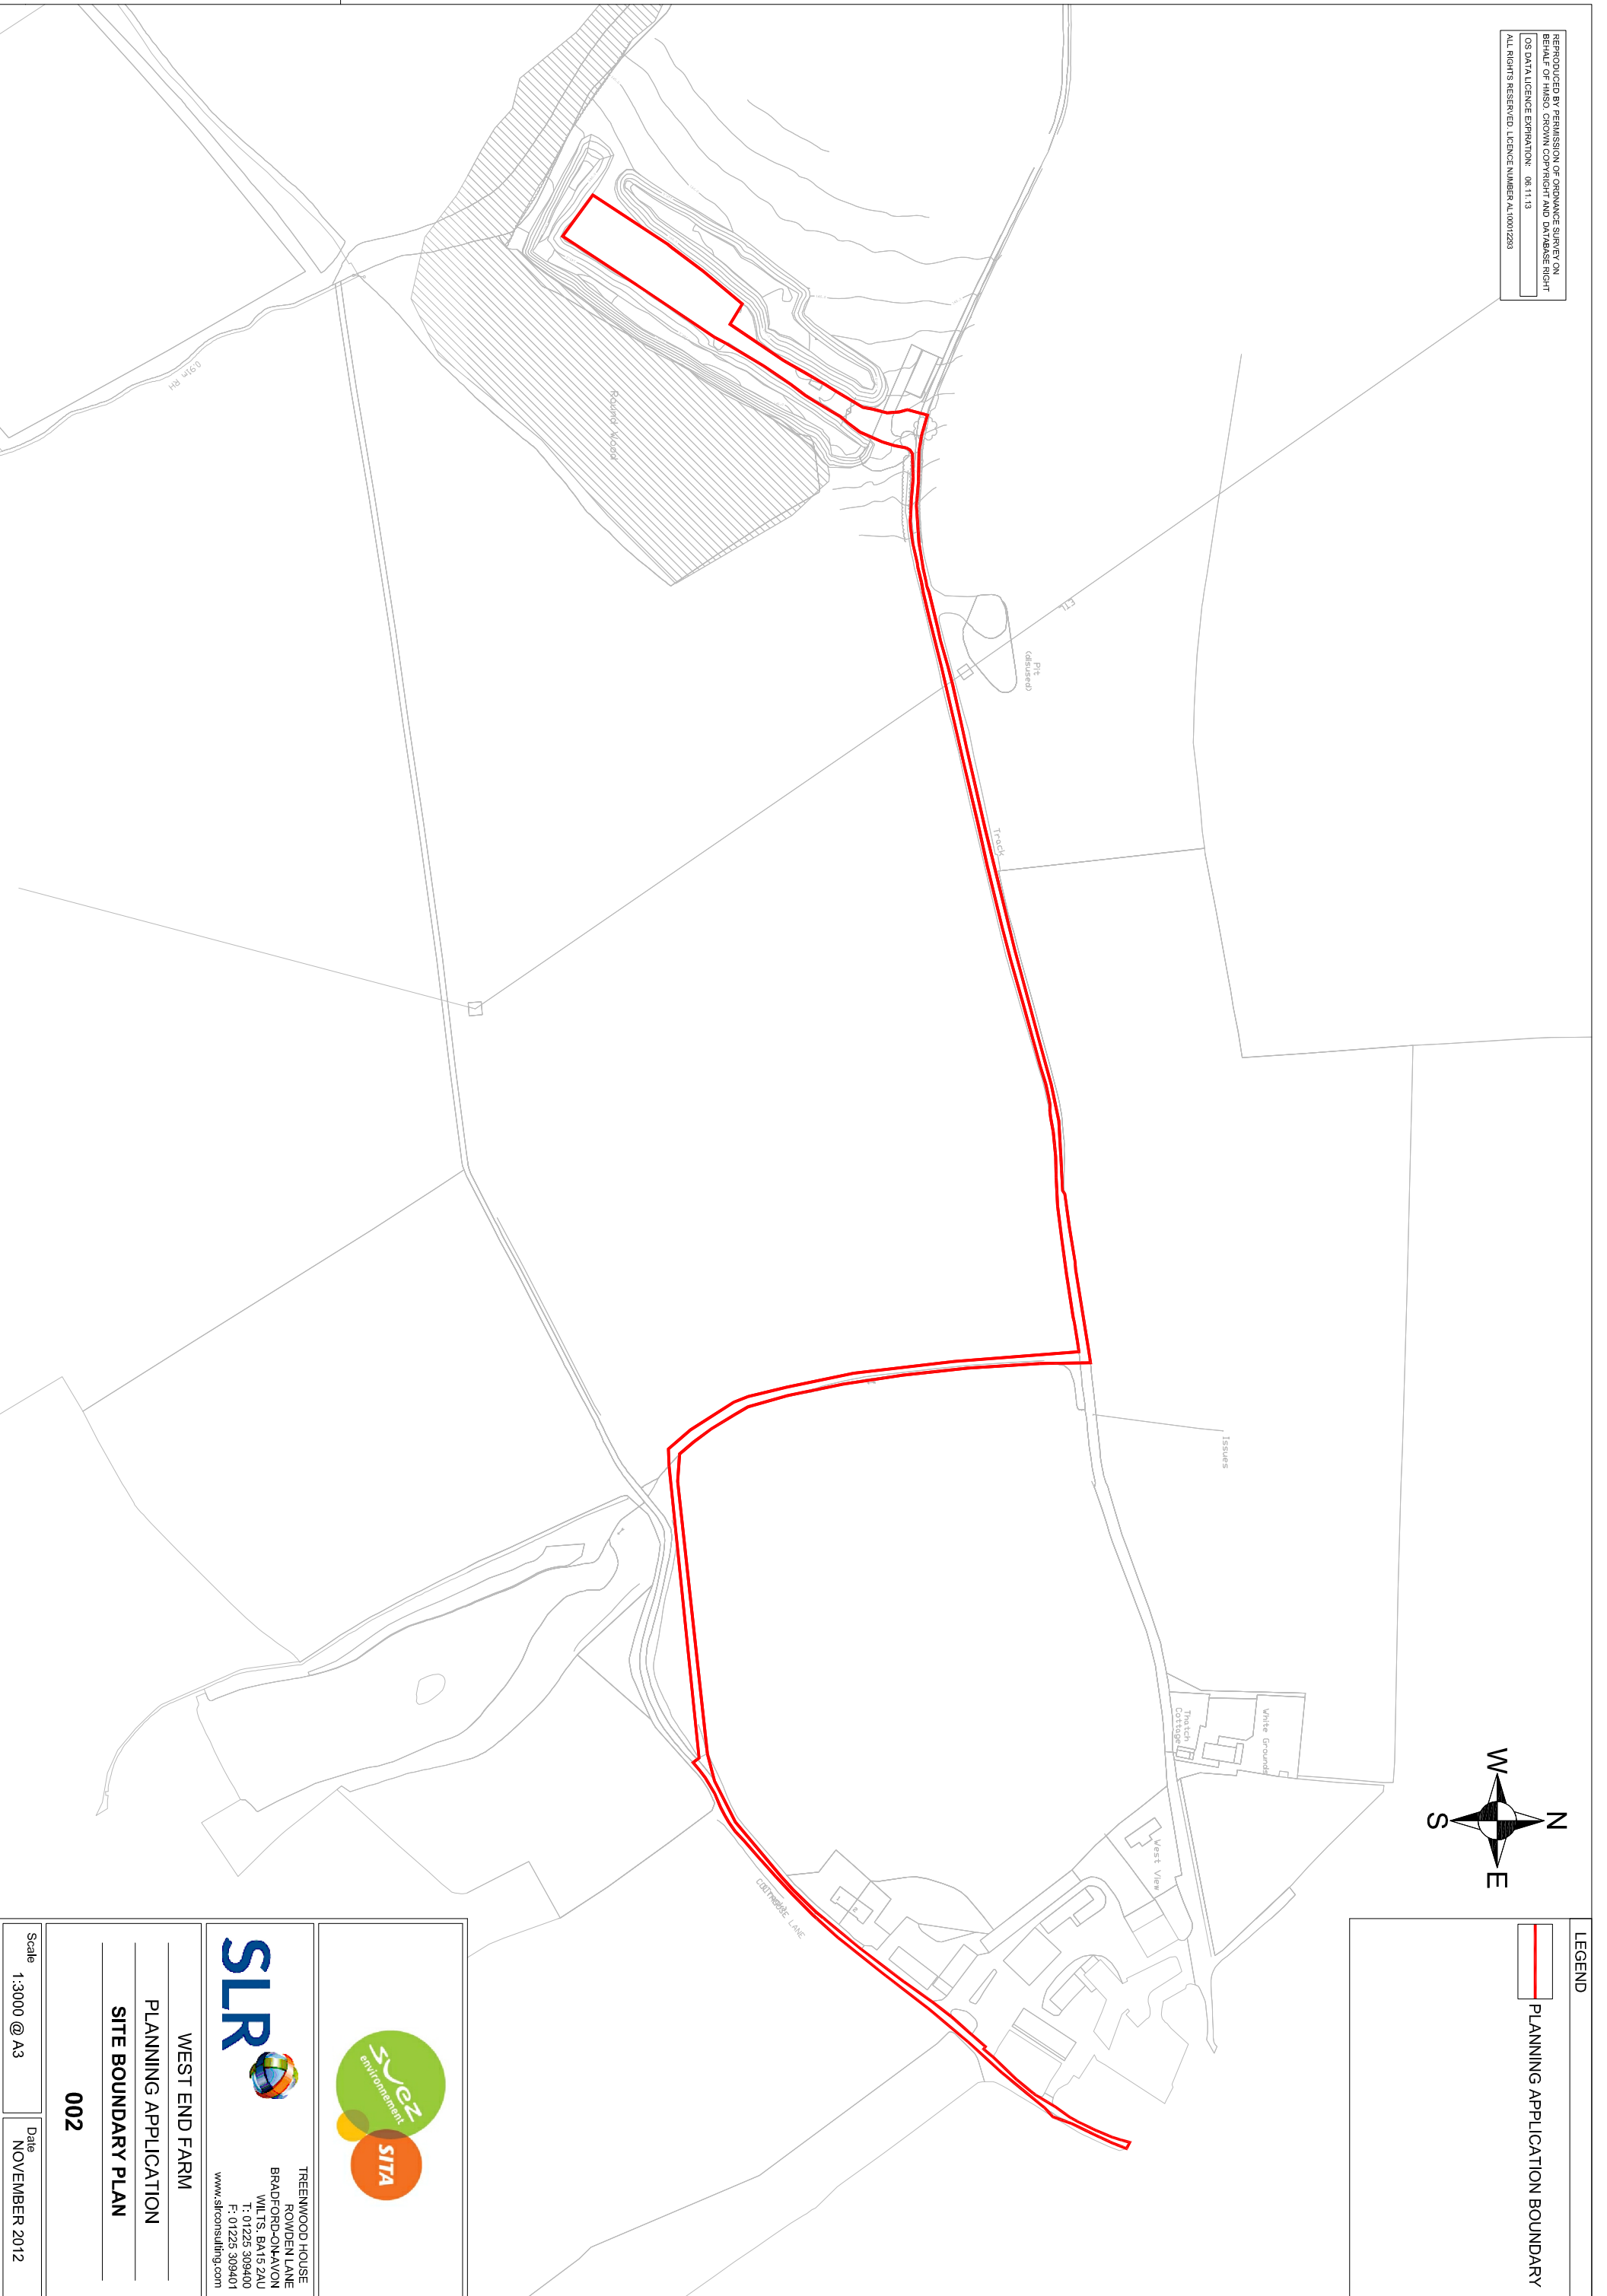 REPRODUCED BY PERMISSION OF ORDNANCE SURVEY ON
BEHALF OF HMSO. CROWN COPYRIGHT AND DATABASE RIGHT
OS DATA LICENCE EXPIRATION: 06.11.13
ALL RIGHTS RESERVED. LICENCE NUMBER AL100012293
LEGEND
PLANNING APPLICATION BOUNDARY
N
W
E
S
Pit
(disused)
Track
Round Wood
0.91m RH
Issues
White Grounds
Thatch
Cottage
West View
LANE
suez
environnement
SITA
SLR
TREENWOOD HOUSE
ROWDEN LANE
BRADFORD-ON-AVON
WILTS. BA15 2AU
T: 01225 309400
F: 01225 309401
www.slrconsulting.com
WEST END FARM
PLANNING APPLICATION
SITE BOUNDARY PLAN
002
Scale
1:3000 @ A3
Date
NOVEMBER 2012